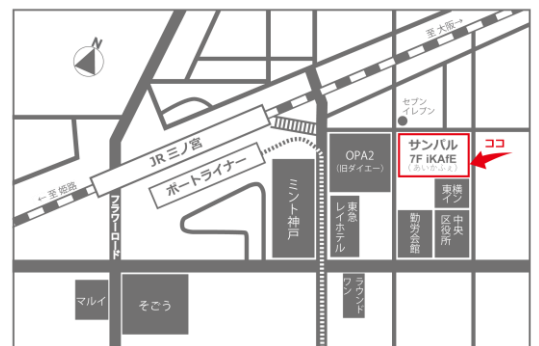 N
至 大阪→
セブン
イレブン
JR 三ノ宮
ポートライナー
← 至 姫路
フラワーロード
ミント神戸
OPA2
(旧ダイエー)
サンパル
7F iKAfE
(あいかふぇ)
ココ
東急
レイホテル
東横
イン
勤労会館
中央
区役所
マルイ
そごう
ラウンド
ワン